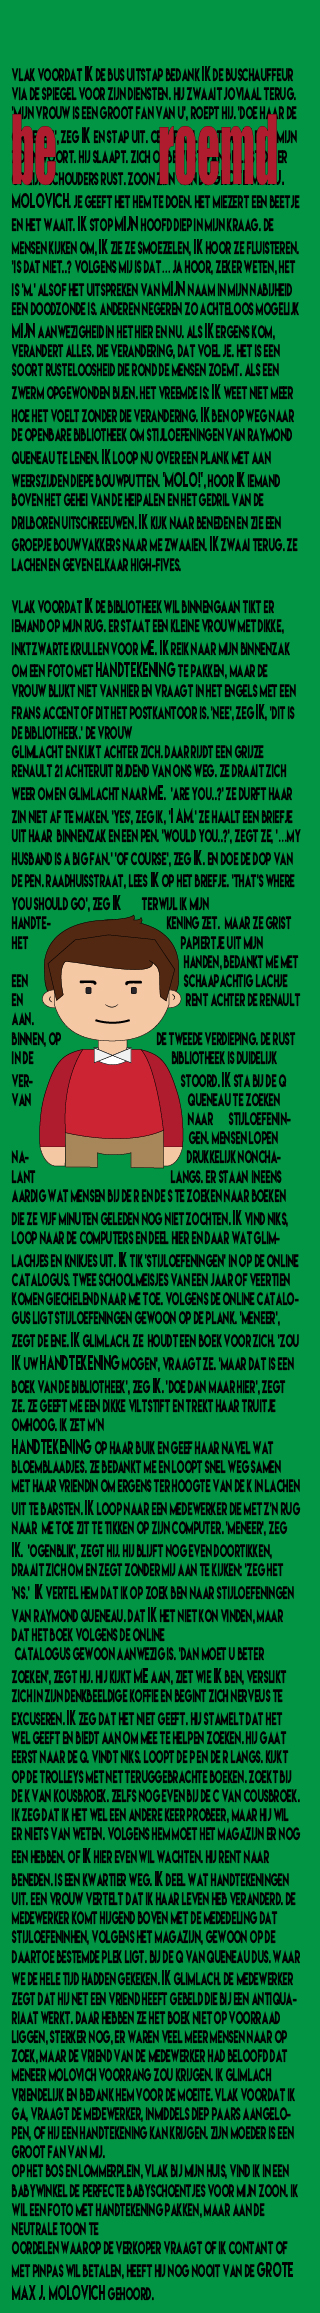 VLAK VOORDAT IK DE BUS UITSTAP BEDANK IK DE BUSCHAUFFEUR
VIA DE SPIEGEL VOOR ZIJN DIENSTEN. HIJ ZWAAIT JOVIAAL TERUG.
'MIJN VROUW IS EEN GROOT FAN VAN U', ROEPT HIJ. 'DOE HAAR DE
beroemd
ZEG IK EN STAP UIT. MIJN
HIJ SLAAPT. ZICH
SCHOUDERS RUST. ZOON
MOLOVICH. JE GEEFT HET HEM TE DOEN. HET MIEZERT EEN BEETJE
EN HET WAAIT. IK STOP MIJN HOOFD DIEP IN MIJN KRAAG. DE
MENSEN KIJKEN OM, IK ZIE ZE SMOEZELEN, IK HOOR ZE FLUISTEREN.
'IS DAT NIET..? VOLGENS MIJ IS DAT... JA HOOR, ZEKER WETEN, HET
IS 'M.' ALSOF HET UITSPREKEN VAN MIJN NAAM IN MIJN NABIJHEID
EEN DOODZONDE IS. ANDEREN NEGEREN ZO ACHTELOOS MOGELIJK
MIJN AANWEZIGHEID IN HET HIER EN NU. ALS IK ERGENS KOM,
VERANDERT ALLES. DIE VERANDERING, DAT VOEL JE. HET IS EEN
SOORT RUSTELOOSHEID DIE ROND DE MENSEN ZOEMT. ALS EEN
ZWERM OPGEWONDEN BIJEN. HET VREEMDE IS: IK WEET NIET MEER
HOE HET VOELT ZONDER DIE VERANDERING. IK BEN OP WEG NAAR
DE OPENBARE BIBLIOTHEEK OM STIJLOEFENINGEN VAN RAYMOND
QUENEAU TE LENEN. IK LOOP NU OVER EEN PLANK MET AAN
WEERSZIJDEN DIEPE BOUWPUTTEN. 'MOLO!', HOOR IK IEMAND
BOVEN HET GEHEI VAN DE HEIPALEN EN HET GEDRIL VAN DE
DRILBOREN UITSCHREEUWEN. IK KIJK NAAR BENEDEN EN ZIE EEN
GROEPJE BOUWVAKKERS NAAR ME ZWAAIEN. IK ZWAAI TERUG. ZE
LACHEN EN GEVEN ELKAAR HIGH-FIVES.
VLAK VOORDAT IK DE BIBLIOTHEEK WIL BINNENGAAN TIKT ER
IEMAND OP MIJN RUG. ER STAAT EEN KLEINE VROUW MET DIKKE,
INKTZWARTE KRULLEN VOOR ME. IK REIK NAAR MIJN BINNENZAK
OM EEN FOTO MET HANDTEKENING TE PAKKEN, MAAR DE
VROUW BLIJKT NIET VAN HIER EN VRAAGT IN HET ENGELS MET EEN
FRANS ACCENT OF DIT HET POSTKANTOOR IS. 'NEE', ZEG IK, 'DIT IS
DE BIBLIOTHEEK.' DE VROUW
GLIMLACHT EN KIJKT ACHTER ZICH. DAAR RIJDT EEN GRIJZE
RENAULT 21 ACHTERUIT RIJDEND VAN ONS WEG. ZE DRAAIT ZICH
WEER OM EN GLIMLACHT NAAR ME. 'ARE YOU..?' ZE DURFT HAAR
ZIN NIET AF TE MAKEN. 'YES', ZEG IK, 'I AM.' ZE HAALT EEN BRIEFJE
UIT HAAR BINNENZAK EN EEN PEN. 'WOULD YOU..?', ZEGT ZE, '...MY
HUSBAND IS A BIG FAN.' 'OF COURSE', ZEG IK. EN DOE DE DOP VAN
DE PEN. RAADHUISSTRAAT, LEES IK OP HET BRIEFJE. 'THAT'S WHERE
YOU SHOULD GO', ZEG IK TERWIJL IK MIJN
HANDTE- KENING ZET. MAAR ZE GRIST
HET PAPIERTJE UIT MIJN
HANDEN, BEDANKT ME MET
EEN SCHAAPACHTIG LACHJE
EN RENT ACHTER DE RENAULT
AAN.
BINNEN, OP DE TWEEDE VERDIEPING. DE RUST
IN DE BIBLIOTHEEK IS DUIDELIJK
VER- STOORD. IK STA BIJ DE Q
VAN QUENEAU TE ZOEKEN
NAAR STIJLOEFENIN-
GEN. MENSEN LOPEN
NA- DRUKKELIJK NONCHA-
LANT LANGS. ER STAAN INEENS
AARDIG WAT MENSEN BIJ DE R EN DE S TE ZOEKEN NAAR BOEKEN
DIE ZE VIJF MINUTEN GELEDEN NOG NIET ZOCHTEN. IK VIND NIKS,
LOOP NAAR DE COMPUTERS EN DEEL HIER EN DAAR WAT GLIM-
LACHJES EN KNIKJES UIT. IK TIK 'STIJLOEFENINGEN' IN OP DE ONLINE
CATALOGUS. TWEE SCHOOLMEISJES VAN EEN JAAR OF VEERTIEN
KOMEN GIECHELEND NAAR ME TOE. VOLGENS DE ONLINE CATALO-
GUS LIGT STIJLOEFENINGEN GEWOON OP DE PLANK. 'MENEER',
ZEGT DE ENE. IK GLIMLACH. ZE HOUDT EEN BOEK VOOR ZICH. 'ZOU
IK UW HANDTEKENING MOGEN', VRAAGT ZE. 'MAAR DAT IS EEN
BOEK VAN DE BIBLIOTHEEK', ZEG IK. 'DOE DAN MAAR HIER', ZEGT
ZE. ZE GEEFT ME EEN DIKKE VILTSTIFT EN TREKT HAAR TRUITJE
OMHOOG. IK ZET M'N
HANDTEKENING OP HAAR BUIK EN GEEF HAAR NAVEL WAT
BLOEMBLAADJES. ZE BEDANKT ME EN LOOPT SNEL WEG SAMEN
MET HAAR VRIENDIN OM ERGENS TER HOOGTE VAN DE K IN LACHEN
UIT TE BARSTEN. IK LOOP NAAR EEN MEDEWERKER DIE MET Z'N RUG
NAAR ME TOE ZIT TE TIKKEN OP ZIJN COMPUTER. 'MENEER', ZEG
IK. 'OGENBLIK', ZEGT HIJ. HIJ BLIJFT NOG EVEN DOORTIKKEN,
DRAAIT ZICH OM EN ZEGT ZONDER MIJ AAN TE KIJKEN: 'ZEG HET
'NS.' IK VERTEL HEM DAT IK OP ZOEK BEN NAAR STIJLOEFENINGEN
VAN RAYMOND QUENEAU. DAT IK HET NIET KON VINDEN, MAAR
DAT HET BOEK VOLGENS DE ONLINE
CATALOGUS GEWOON AANWEZIG IS. 'DAN MOET U BETER
ZOEKEN', ZEGT HIJ. HIJ KIJKT ME AAN, ZIET WIE IK BEN, VERSLIKT
ZICH IN ZIJN DENKBEELDIGE KOFFIE EN BEGINT ZICH NERVEUS TE
EXCUSEREN. IK ZEG DAT HET NIET GEEFT. HIJ STAMELT DAT HET
WEL GEEFT EN BIEDT AAN OM MEE TE HELPEN ZOEKEN. HIJ GAAT
EERST NAAR DE Q. VINDT NIKS. LOOPT DE P EN DE R LANGS. KIJKT
OP DE TROLLEYS MET NET TERUGGEBRACHTE BOEKEN. ZOEKT BIJ
DE K VAN KOUSBROEK. ZELFS NOG EVEN BIJ DE C VAN COUSBROEK.
IK ZEG DAT IK HET WEL EEN ANDERE KEER PROBEER, MAAR HIJ WIL
ER NIETS VAN WETEN. VOLGENS HEM MOET HET MAGAZIJN ER NOG
EEN HEBBEN. OF IK HIER EVEN WIL WACHTEN. HIJ RENT NAAR
BENEDEN. IS EEN KWARTIER WEG. IK DEEL WAT HANDTEKENINGEN
UIT. EEN VROUW VERTELT DAT IK HAAR LEVEN HEB VERANDERD. DE
MEDEWERKER KOMT HIJGEND BOVEN MET DE MEDEDELING DAT
STIJLOEFENINHEN, VOLGENS HET MAGAZIJN, GEWOON OP DE
DAARTOE BESTEMDE PLEK LIGT. BIJ DE Q VAN QUENEAU DUS. WAAR
WE DE HELE TIJD HADDEN GEKEKEN. IK GLIMLACH. DE MEDEWERKER
ZEGT DAT HIJ NET EEN VRIEND HEEFT GEBELD DIE BIJ EEN ANTIQUA-
RIAAT WERKT. DAAR HEBBEN ZE HET BOEK NIET OP VOORRAAD
LIGGEN, STERKER NOG, ER WAREN VEEL MEER MENSEN NAAR OP
ZOEK, MAAR DE VRIEND VAN DE MEDEWERKER HAD BELOOFD DAT
MENEER MOLOVICH VOORRANG ZOU KRIJGEN. IK GLIMLACH
VRIENDELIJK EN BEDANK HEM VOOR DE MOEITE. VLAK VOORDAT IK
GA, VRAAGT DE MEDEWERKER, INMIDDELS DIEP PAARS AANGELO-
PEN, OF HIJ EEN HANDTEKENING KAN KRIJGEN. ZIJN MOEDER IS EEN
GROOT FAN VAN MIJ.
OP HET BOS EN LOMMERPLEIN, VLAK BIJ MIJN HUIS, VIND IK IN EEN
BABYWINKEL DE PERFECTE BABYSCHOENTJES VOOR MIJN ZOON. IK
WIL EEN FOTO MET HANDTEKENING PAKKEN, MAAR AAN DE
NEUTRALE TOON TE
OORDELEN WAAROP DE VERKOPER VRAAGT OF IK CONTANT OF
MET PINPAS WIL BETALEN, HEEFT HIJ NOG NOOIT VAN DE GROTE
MAX J. MOLOVICH GEHOORD.